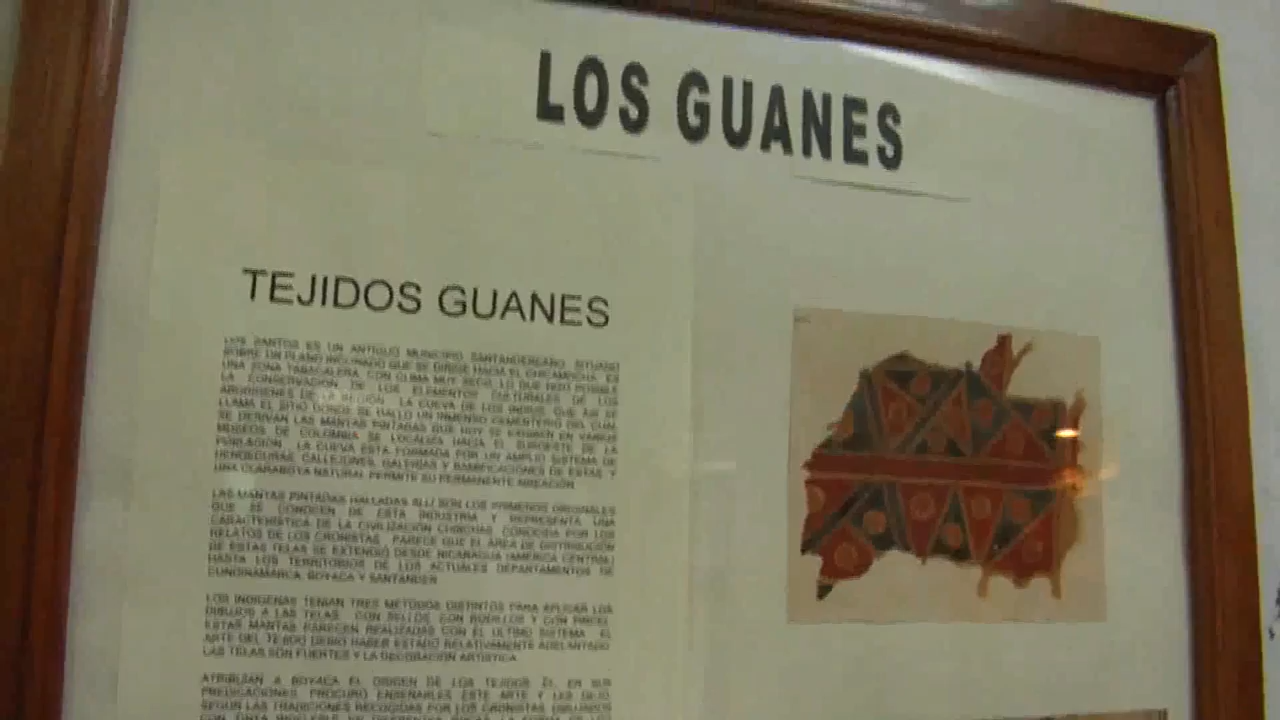 LOS GUANES
TEJIDOS GUANES
LOS SANTOS ES UN ANTIGUO MUNICIPIO SANTANDEREANO, SITUADO
SOBRE UN PLANO INCLINADO QUE SE DIRIGE HACIA EL CHICAMOCHA, ES
UNA ZONA TABACALERA, CON CLIMA MUY SECO, LO QUE HIZO POSIBLE
LA CONSERVACION DE LOS ELEMENTOS CULTURALES DE LOS
ABORIGENES DE LA REGION. LA CUEVA DE LOS INDIOS, QUE ASI SE
LLAMA EL SITIO DONDE SE HALLO UN INMENSO CEMENTERIO DEL CUAL
SE DERIVAN LAS MANTAS PINTADAS QUE HOY SE EXHIBEN EN VARIOS
MUSEOS DE COLOMBIA SE LOCALIZA HACIA EL SUROESTE DE LA
POBLACION. LA CUEVA ESTA FORMADA POR UN AMPLIO SISTEMA DE
HENDIDURAS, CALLEJONES, GALERIAS Y RAMIFICACIONES DE ESTAS, Y
UNA CLARABOYA NATURAL PERMITE SU PERMANENTE AIREACION.
LAS MANTAS PINTADAS HALLADAS ALLI SON LOS PRIMEROS ORIGINALES
QUE SE CONOCEN DE ESTA INDUSTRIA Y REPRESENTA UNA
CARACTERISTICA DE LA CIVILIZACION CHIBCHAS CONOCIDA POR LOS
RELATOS DE LOS CRONISTAS. PARECE QUE EL AREA DE DISTRIBUCION
DE ESTAS TELAS SE EXTENDIO DESDE NICARAGUA (AMERICA CENTRAL)
HASTA LOS TERRITORIOS DE LOS ACTUALES DEPARTAMENTOS DE
CUNDINAMARCA, BOYACA Y SANTANDER.
LOS INDIGENAS TENIAN TRES METODOS DISTINTOS PARA APLICAR LOS
DIBUJOS A LAS TELAS: CON SELLOS, CON RODILLOS Y CON PINCEL.
ESTAS MANTAS PARECEN REALIZADAS CON EL ULTIMO SISTEMA. EL
ARTE DEL TEJIDO DEBIO HABER ESTADO RELATIVAMENTE ADELANTADO
LAS TELAS SON FUERTES Y LA DECORACION ARTISTICA.
ATRIBUIAN A BOYACA EL ORIGEN DE LOS TEJIDOS. EL, EN SUS
PREDICACIONES, PROCURO ENSEÑARLES ESTE ARTE Y LES DEJO,
SEGUN LAS TRADICIONES RECOGIDAS POR LOS CRONISTAS, DIBUJADOS
CON TINTA INDELEBLE EN DIFERENTES ROCAS, LA FORMA DE LOS